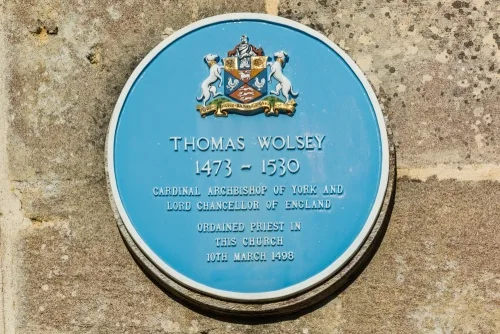 THOMAS WOLSEY
1473 – 1530
CARDINAL ARCHBISHOP OF YORK AND
LORD CHANCELLOR OF ENGLAND
ORDAINED PRIEST IN
THIS CHURCH
10TH MARCH 1498